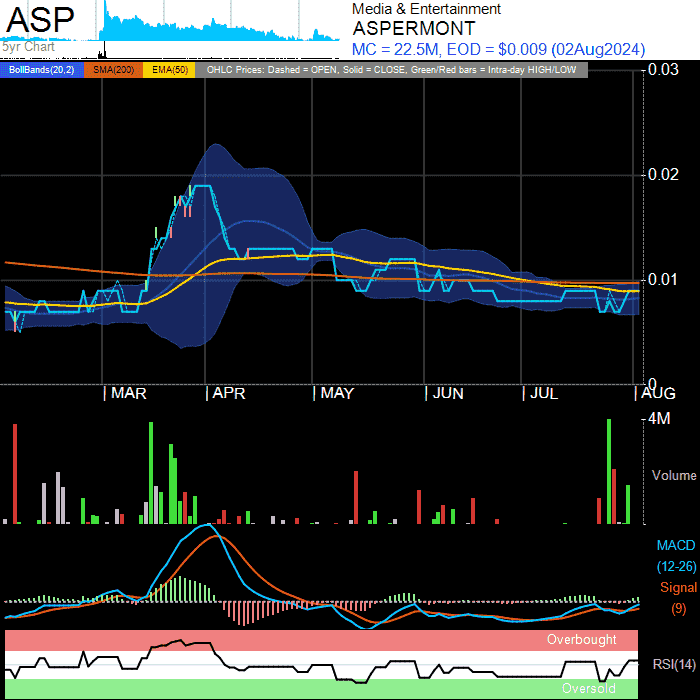 ASP
5yr Chart
Media & Entertainment
ASPERMONT
MC = 22.5M, EOD = $0.009 (02Aug2024)
BollBands(20,2) SMA(200) EMA(50) OHLC Prices: Dashed = OPEN, Solid = CLOSE, Green/Red bars = Intra-day HIGH/LOW
0.03
0.02
0.01
0
MAR APR MAY JUN JUL AUG
4M
Volume
MACD
(12-26)
Signal
(9)
Overbought
RSI(14)
Oversold